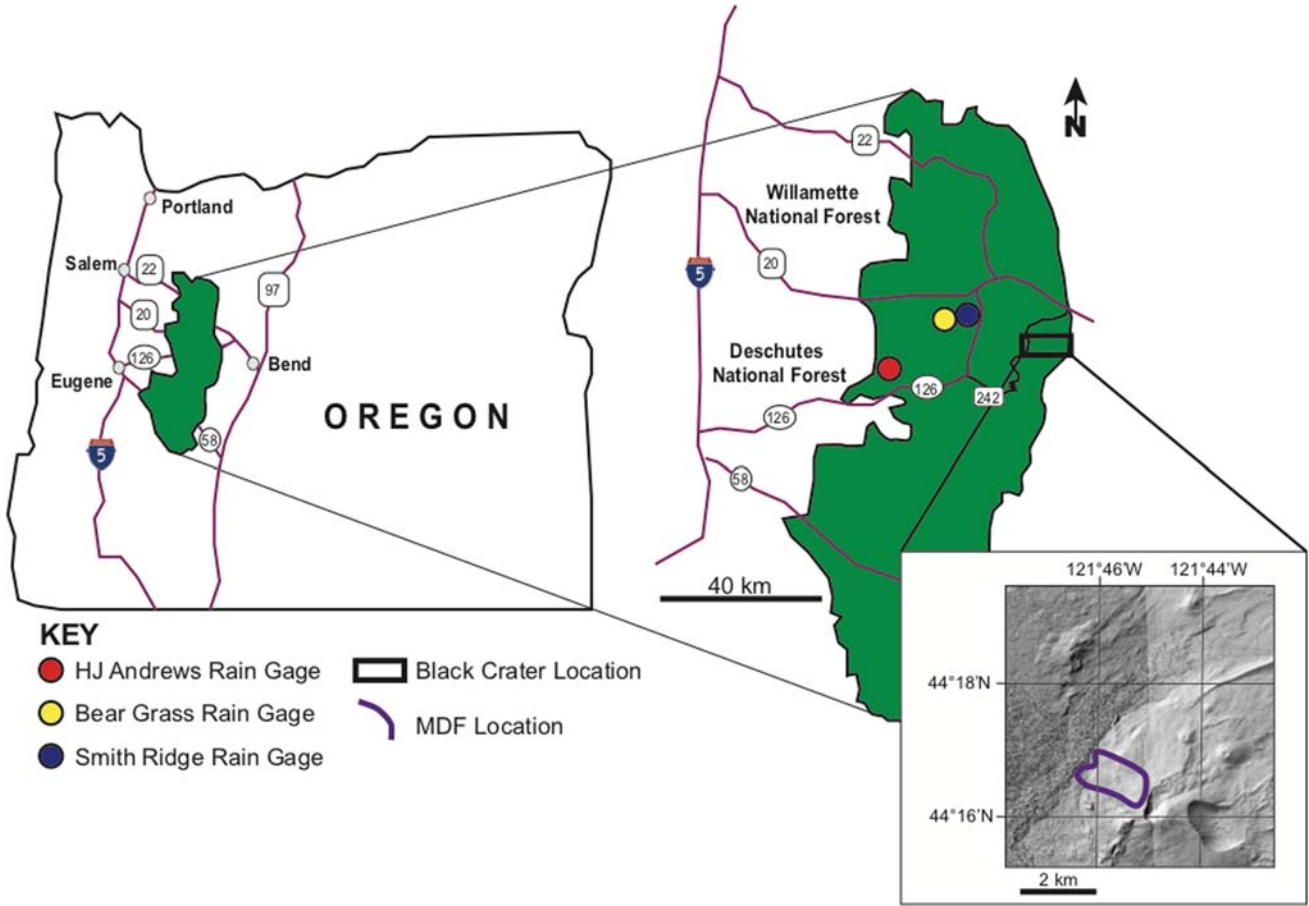 Portland
Salem
22
20
126
Eugene
97
Bend
58
5
OREGON
N
22
Willamette
National Forest
20
5
Deschutes
National Forest
126
126
242
58
40 km
KEY
HJ Andrews Rain Gage
Bear Grass Rain Gage
Smith Ridge Rain Gage
Black Crater Location
MDF Location
121°46'W
121°44'W
44°18'N
44°16'N
2 km